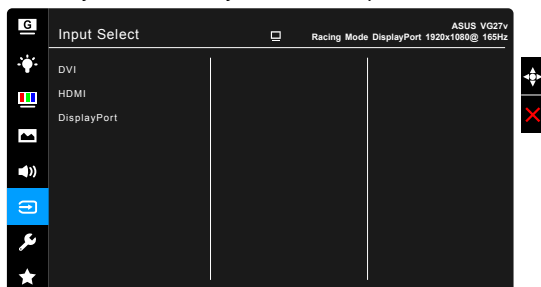 G
Input Select
ASUS VG27v
Racing Mode DisplayPort 1920x1080@ 165Hz
DVI
HDMI
DisplayPort